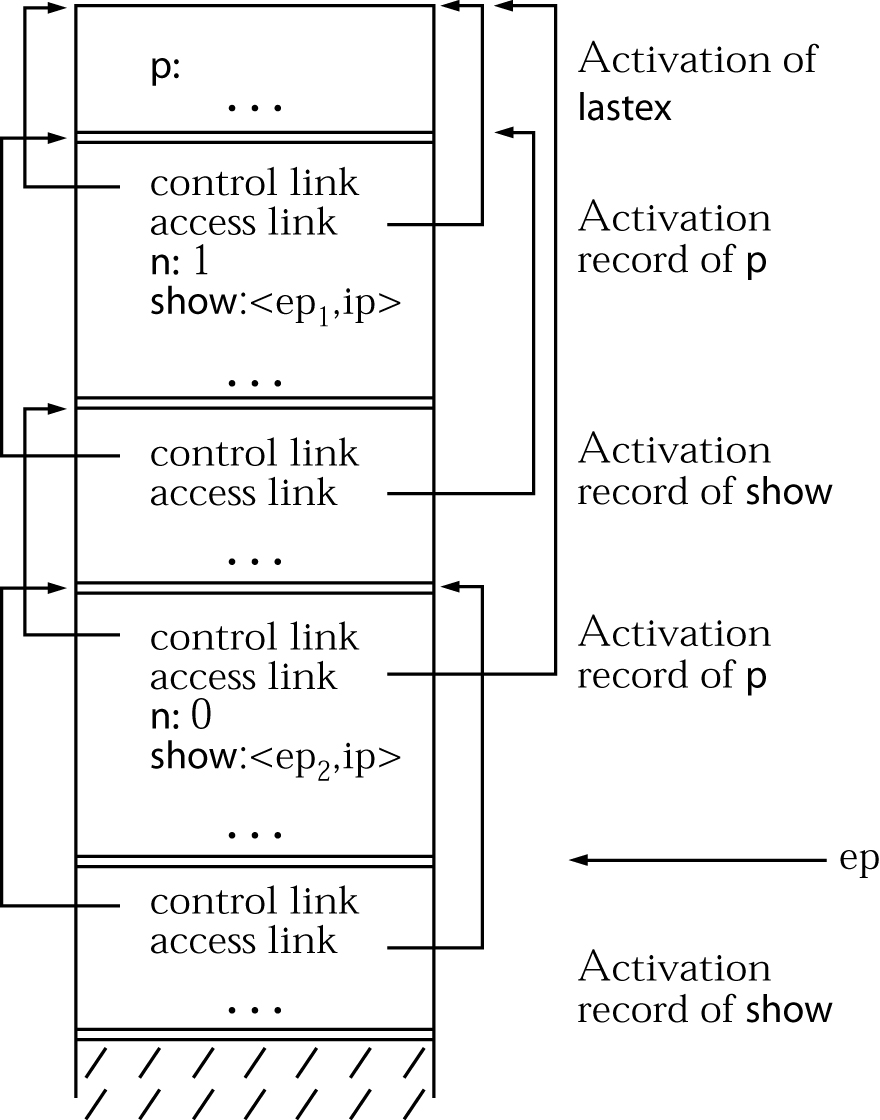 p:
. . .
Activation of
lastex
control link
access link
n: 1
show:<ep1,ip>
. . .
Activation
record of p
control link
access link
. . .
Activation
record of show
control link
access link
n: 0
show:<ep2,ip>
. . .
Activation
record of p
ep
control link
access link
. . .
Activation
record of show